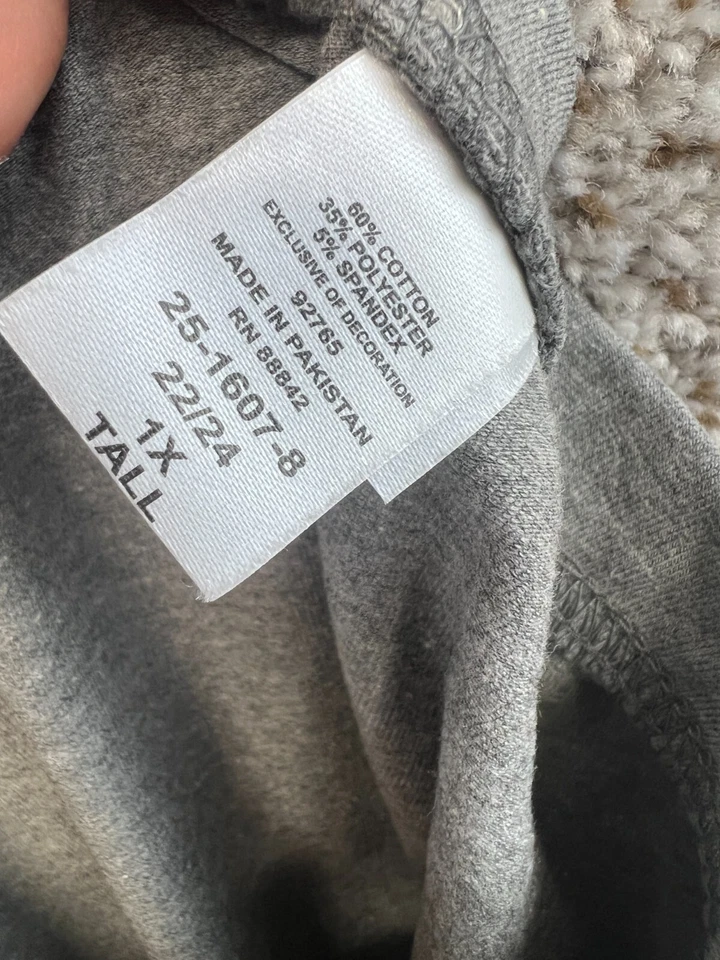 60% COTTON
35% POLYESTER
5% SPANDEX
EXCLUSIVE OF DECORATION
92765
MADE IN PAKISTAN
RN 88842
25-1607-8
22/24
1X
TALL